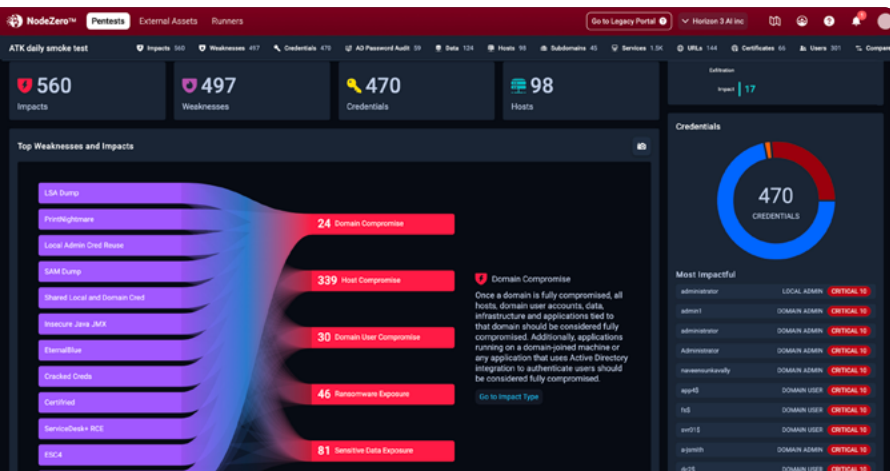 NodeZero™ Pentests External Assets Runners Go to Legacy Portal Horizon 3 AI inc
ATK daily smoke test Impacts 560 Weaknesses 497 Credentials 470 AD Password Audit 59 Data 124 Hosts 98 Subdomains 45 Services 1.5K URLs 144 Certificates 66 Users 301 Compare
560
Impacts
497
Weaknesses
470
Credentials
98
Hosts
Exfiltration
Impact 17
Top Weaknesses and Impacts
LSA Dump
PrintNightmare
Local Admin Cred Reuse
SAM Dump
Shared Local and Domain Cred
Insecure Java JMX
EternalBlue
Cracked Creds
Certifried
ServiceDesk+ RCE
ESC4
24 Domain Compromise
339 Host Compromise
30 Domain User Compromise
46 Ransomware Exposure
81 Sensitive Data Exposure
Domain Compromise
Once a domain is fully compromised, all
hosts, domain user accounts, data,
infrastructure and applications tied to
that domain should be considered fully
compromised. Additionally, applications
running on a domain-joined machine or
any application that uses Active Directory
integration to authenticate users should
be considered fully compromised.
Go to Impact Type
Credentials
470
CREDENTIALS
Most Impactful
administrator LOCAL ADMIN CRITICAL 10
admin1 DOMAIN ADMIN CRITICAL 10
administrator DOMAIN ADMIN CRITICAL 10
Administrator DOMAIN ADMIN CRITICAL 10
naveensunkavally DOMAIN ADMIN CRITICAL 10
app4$ DOMAIN USER CRITICAL 10
fs$ DOMAIN USER CRITICAL 10
svr01$ DOMAIN USER CRITICAL 10
a-jsmith DOMAIN ADMIN CRITICAL 10
dc2$ DOMAIN USER CRITICAL 10